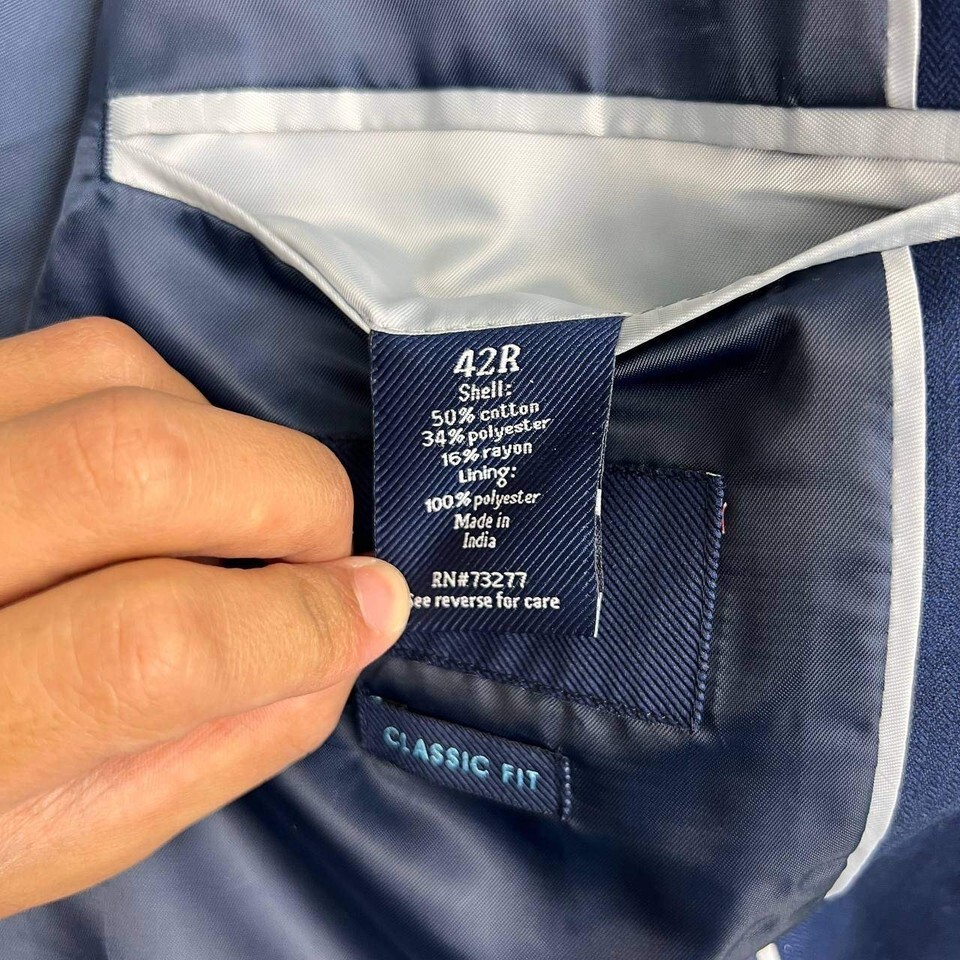 42R
Shell:
50% cotton
34% polyester
16% rayon
Lining:
100% polyester
Made in
India
RN#73277
See reverse for care
CLASSIC FIT